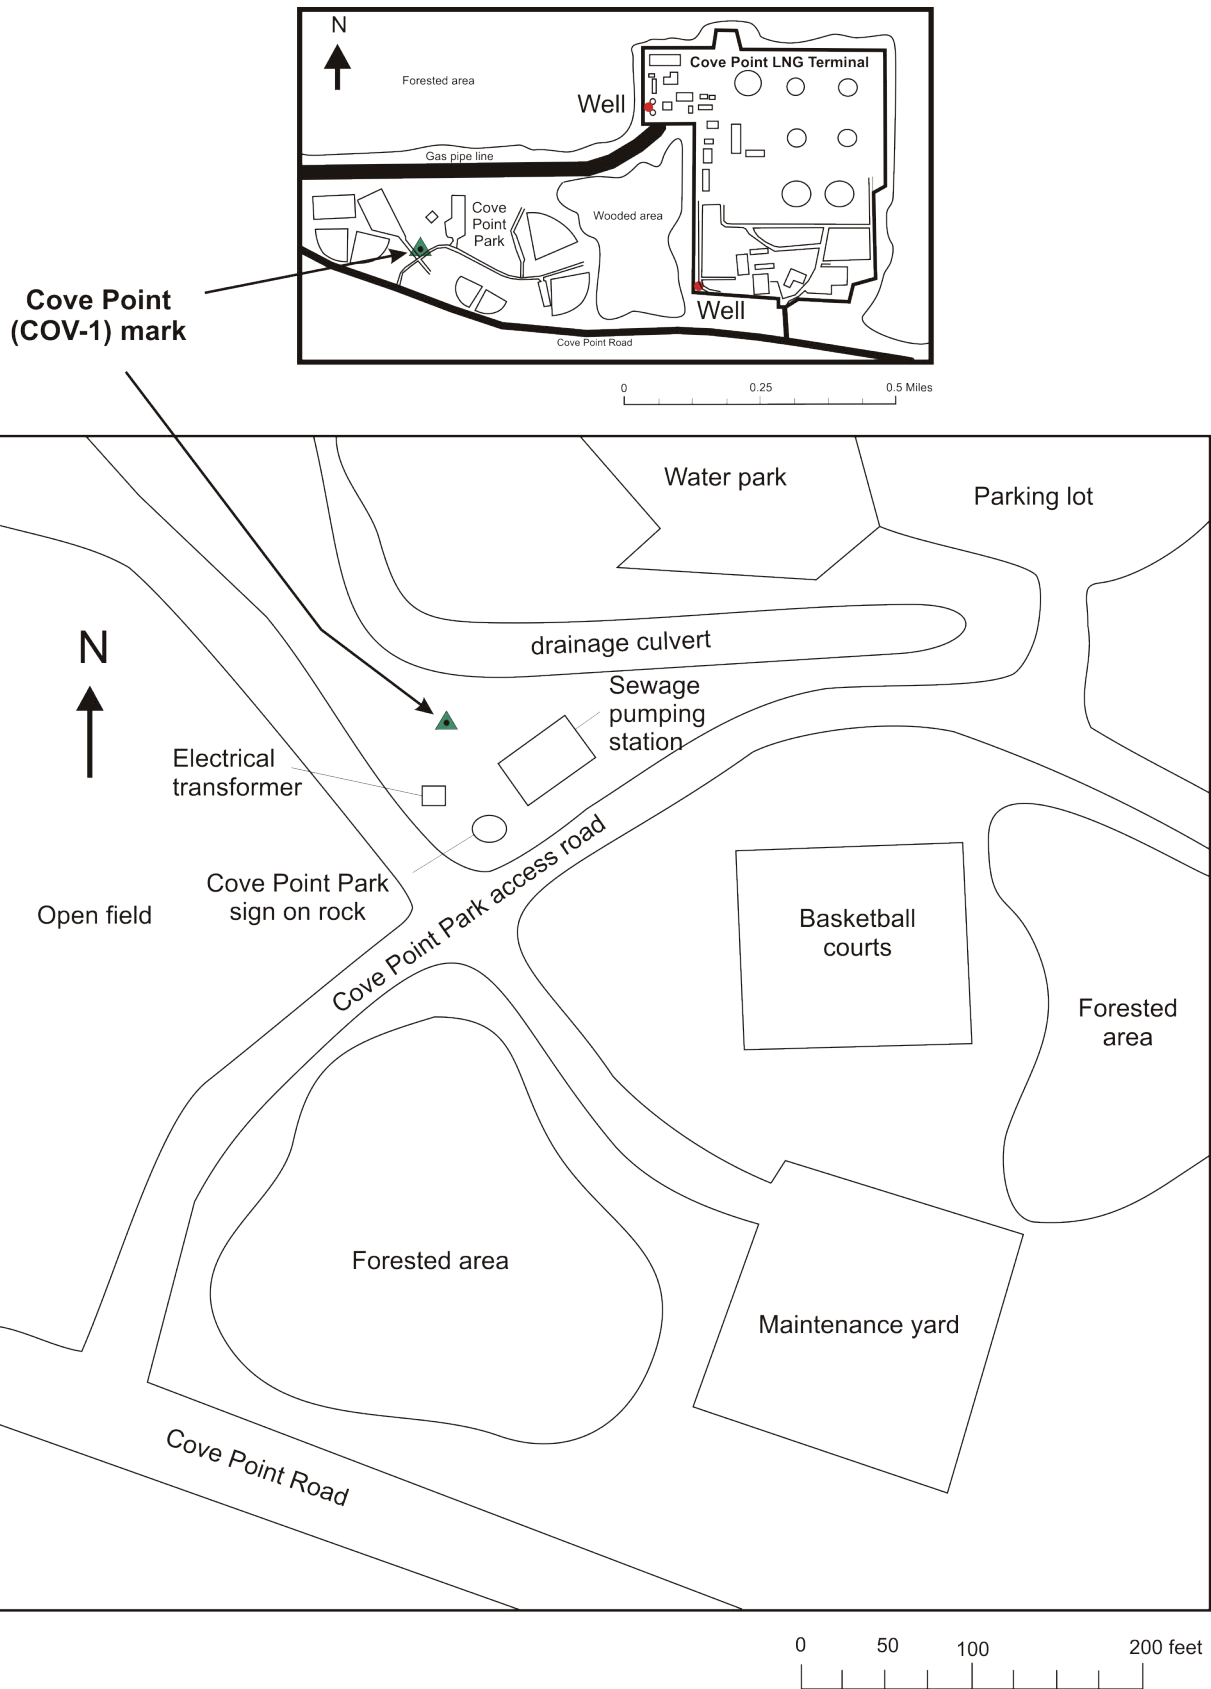 N
Forested area
Cove Point LNG Terminal
Well
Gas pipe line
Cove
Point
Park
Wooded area
Well
Cove Point Road
Cove Point
(COV-1) mark
0 0.25 0.5 Miles
Water park
Parking lot
N
drainage culvert
Sewage
pumping
station
Electrical
transformer
Cove Point Park
sign on rock
Cove Point Park access road
Open field
Basketball
courts
Forested
area
Forested area
Maintenance yard
Cove Point Road
0 50 100 200 feet